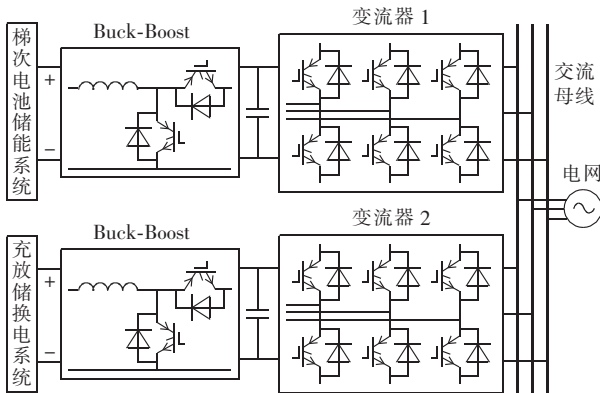 梯次电池储能系统
+
−
Buck-Boost
变流器 1
交流
母线
电网
充放储换电系统
+
−
Buck-Boost
变流器 2